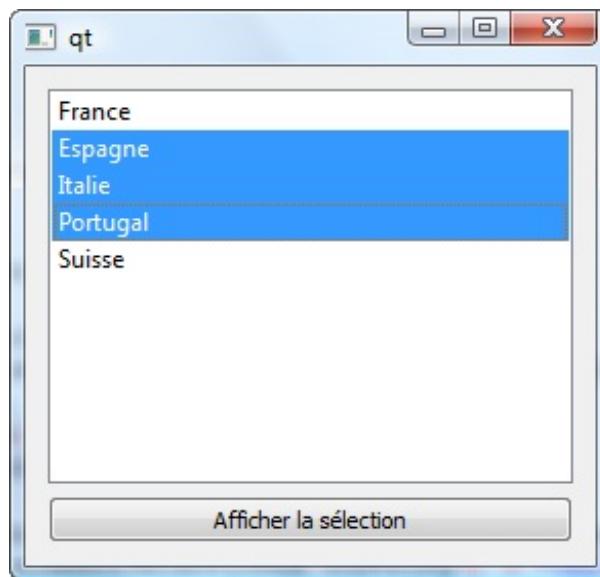 qt
France
Espagne
Italie
Portugal
Suisse
Afficher la sélection